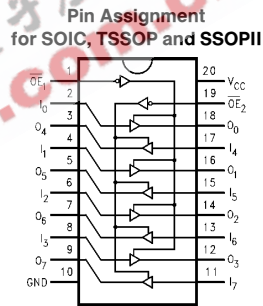 Pin Assignment
for SOIC, TSSOP and SSOPII
OE₁ 1 20 V_CC
I₀ 2 19 OE₂
O₄ 3 18 O₀
I₁ 4 17 I₄
O₅ 5 16 O₁
I₂ 6 15 I₅
O₆ 7 14 O₂
I₃ 8 13 I₆
O₇ 9 12 O₃
GND 10 11 I₇